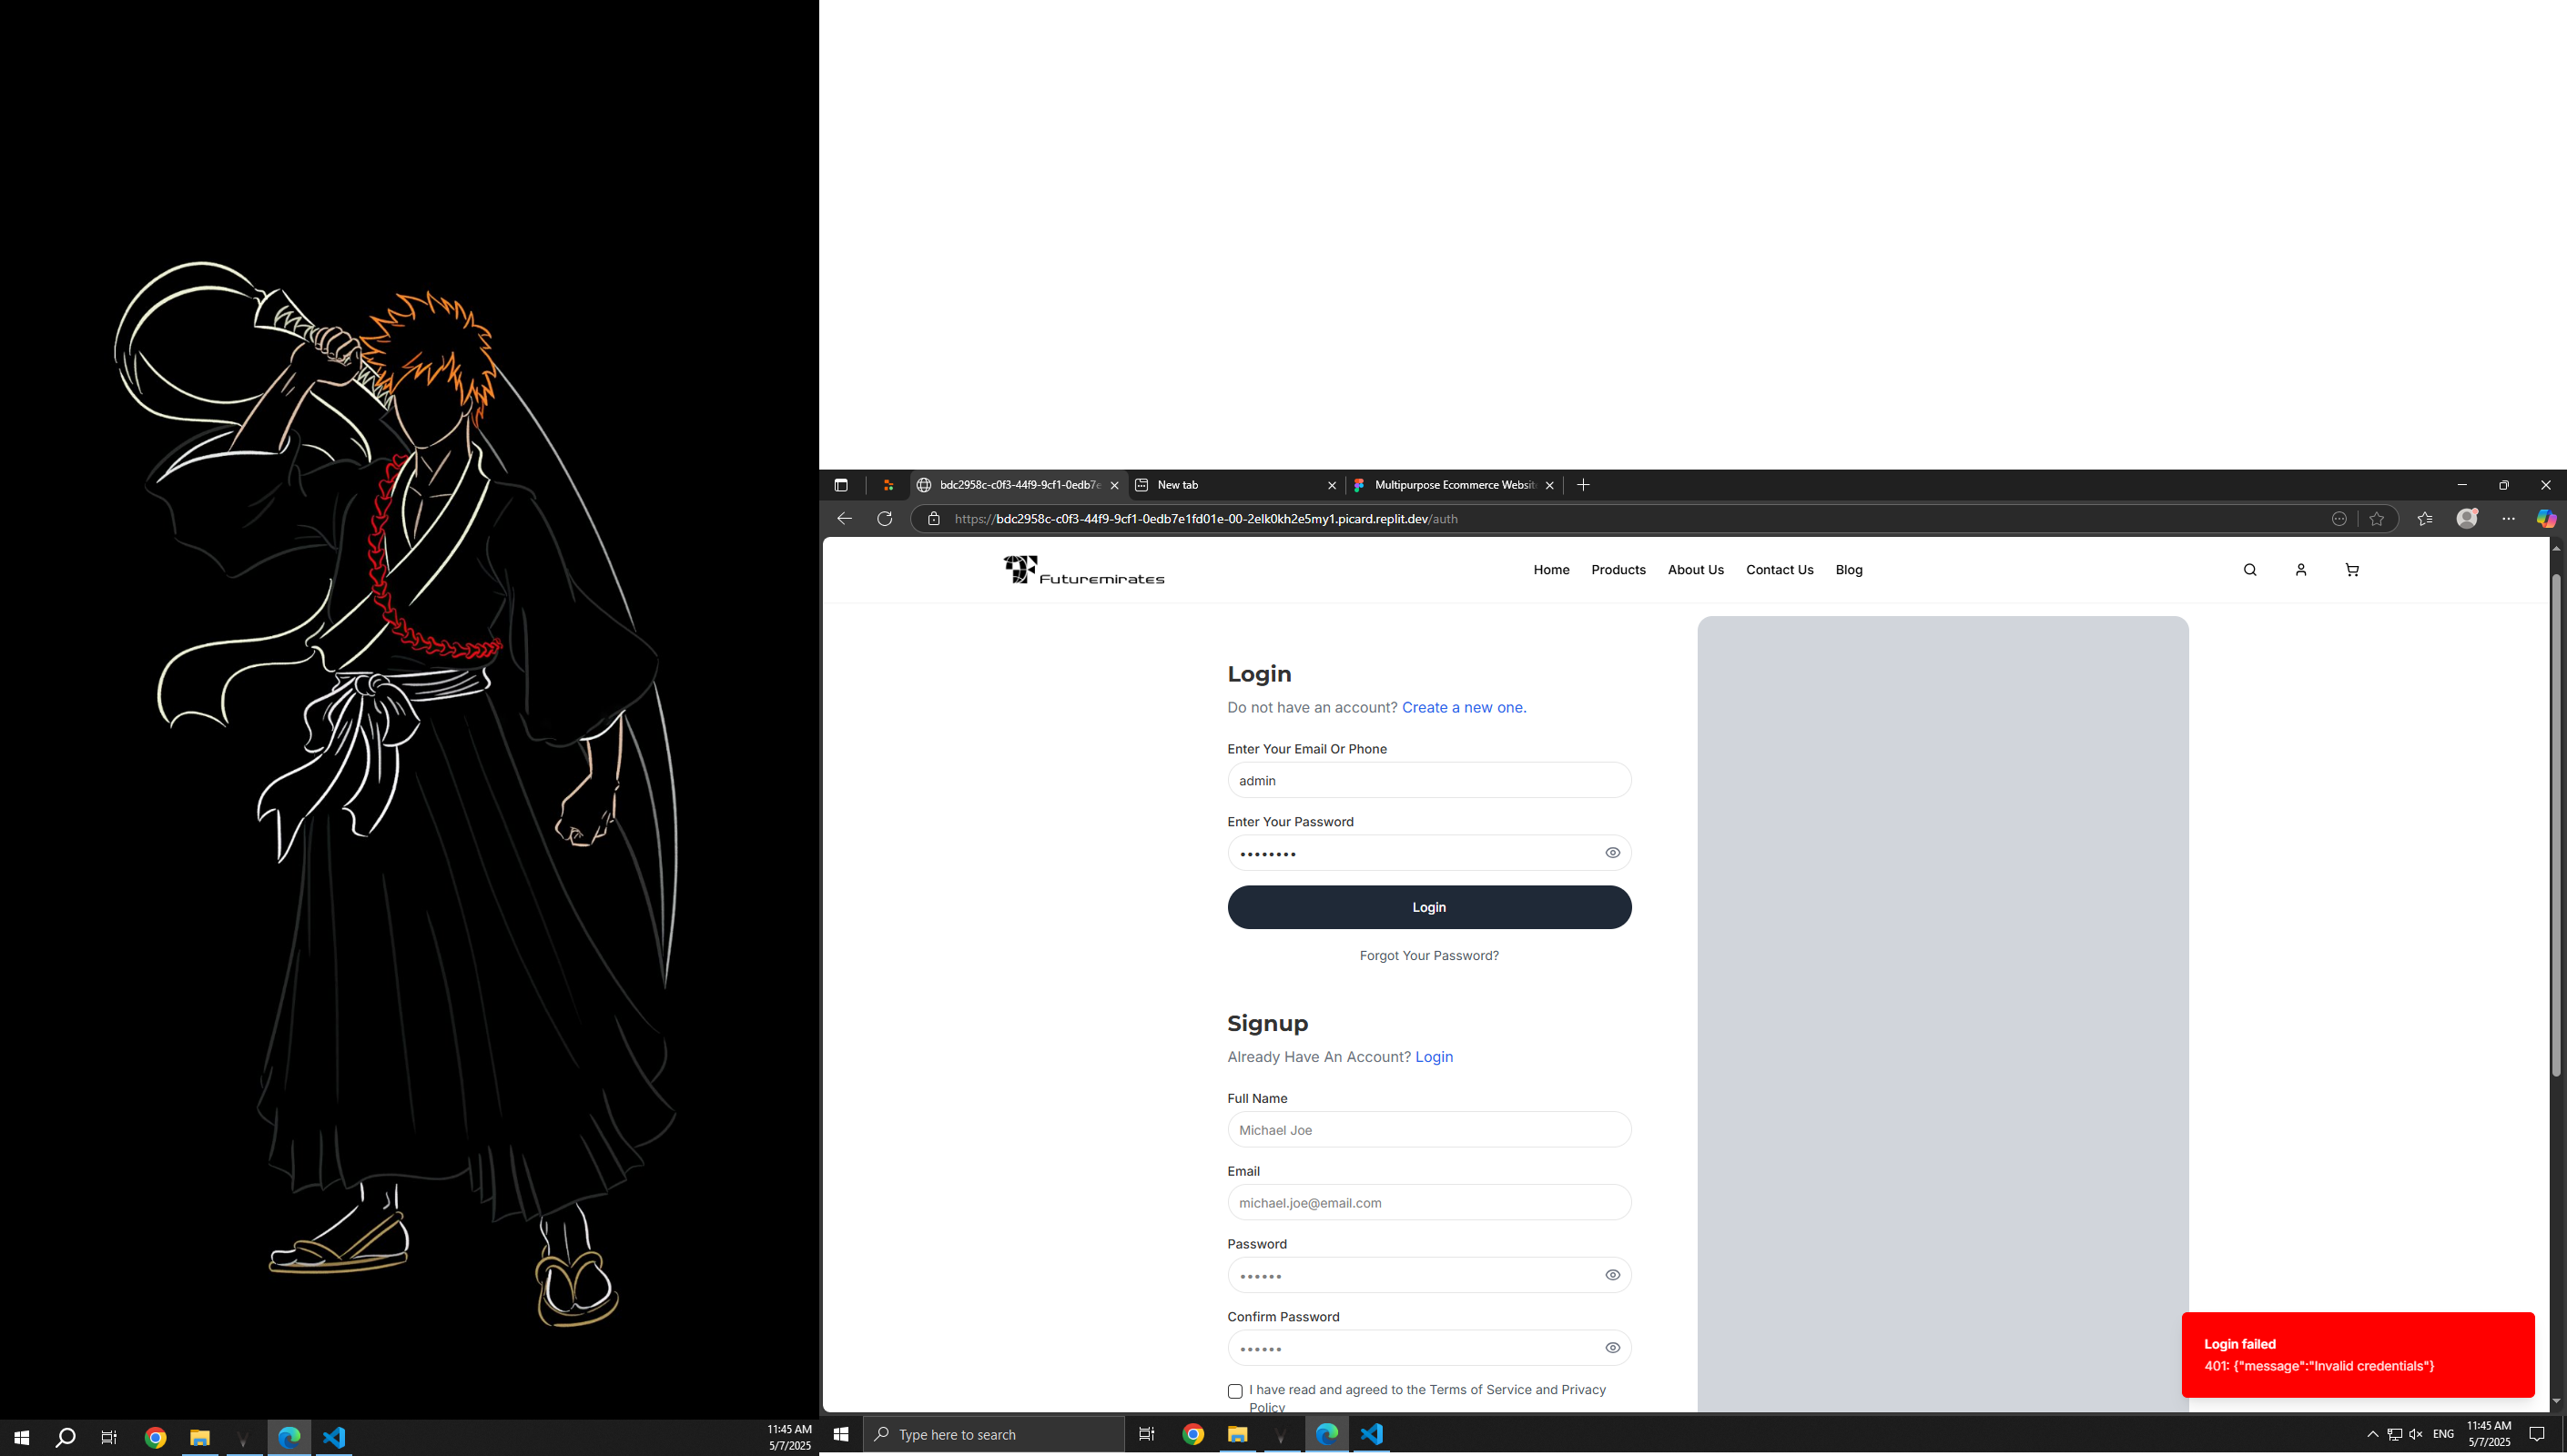 bdc2958c-c0f3-44f9-9cf1-0edb7e
New tab
Multipurpose Ecommerce Websit
https://bdc2958c-c0f3-44f9-9cf1-0edb7e1fd01e-00-2elk0kh2e5my1.picard.replit.dev/auth
Futuremirates
Home Products About Us Contact Us Blog
Login
Do not have an account? Create a new one.
Enter Your Email Or Phone
admin
Enter Your Password
Login
Forgot Your Password?
Signup
Already Have An Account? Login
Full Name
Michael Joe
Email
michael.joe@email.com
Password
Confirm Password
I have read and agreed to the Terms of Service and Privacy
Policy
Login failed
401: {"message":"Invalid credentials"}
11:45 AM
5/7/2025
Type here to search
ENG
11:45 AM
5/7/2025